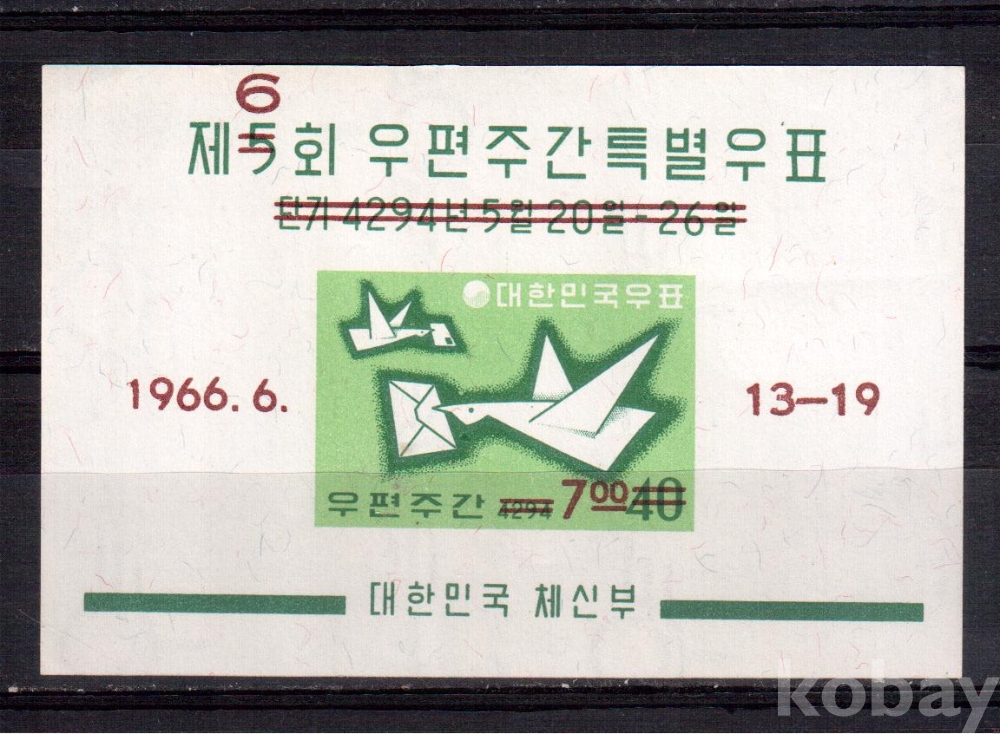 6
제5회 우편주간특별우표
단기 4294년 5월 20일 - 26일
대한민국우표
1966. 6.
13-19
우편주간 4294 7 00 40
대한민국 체신부
kobay